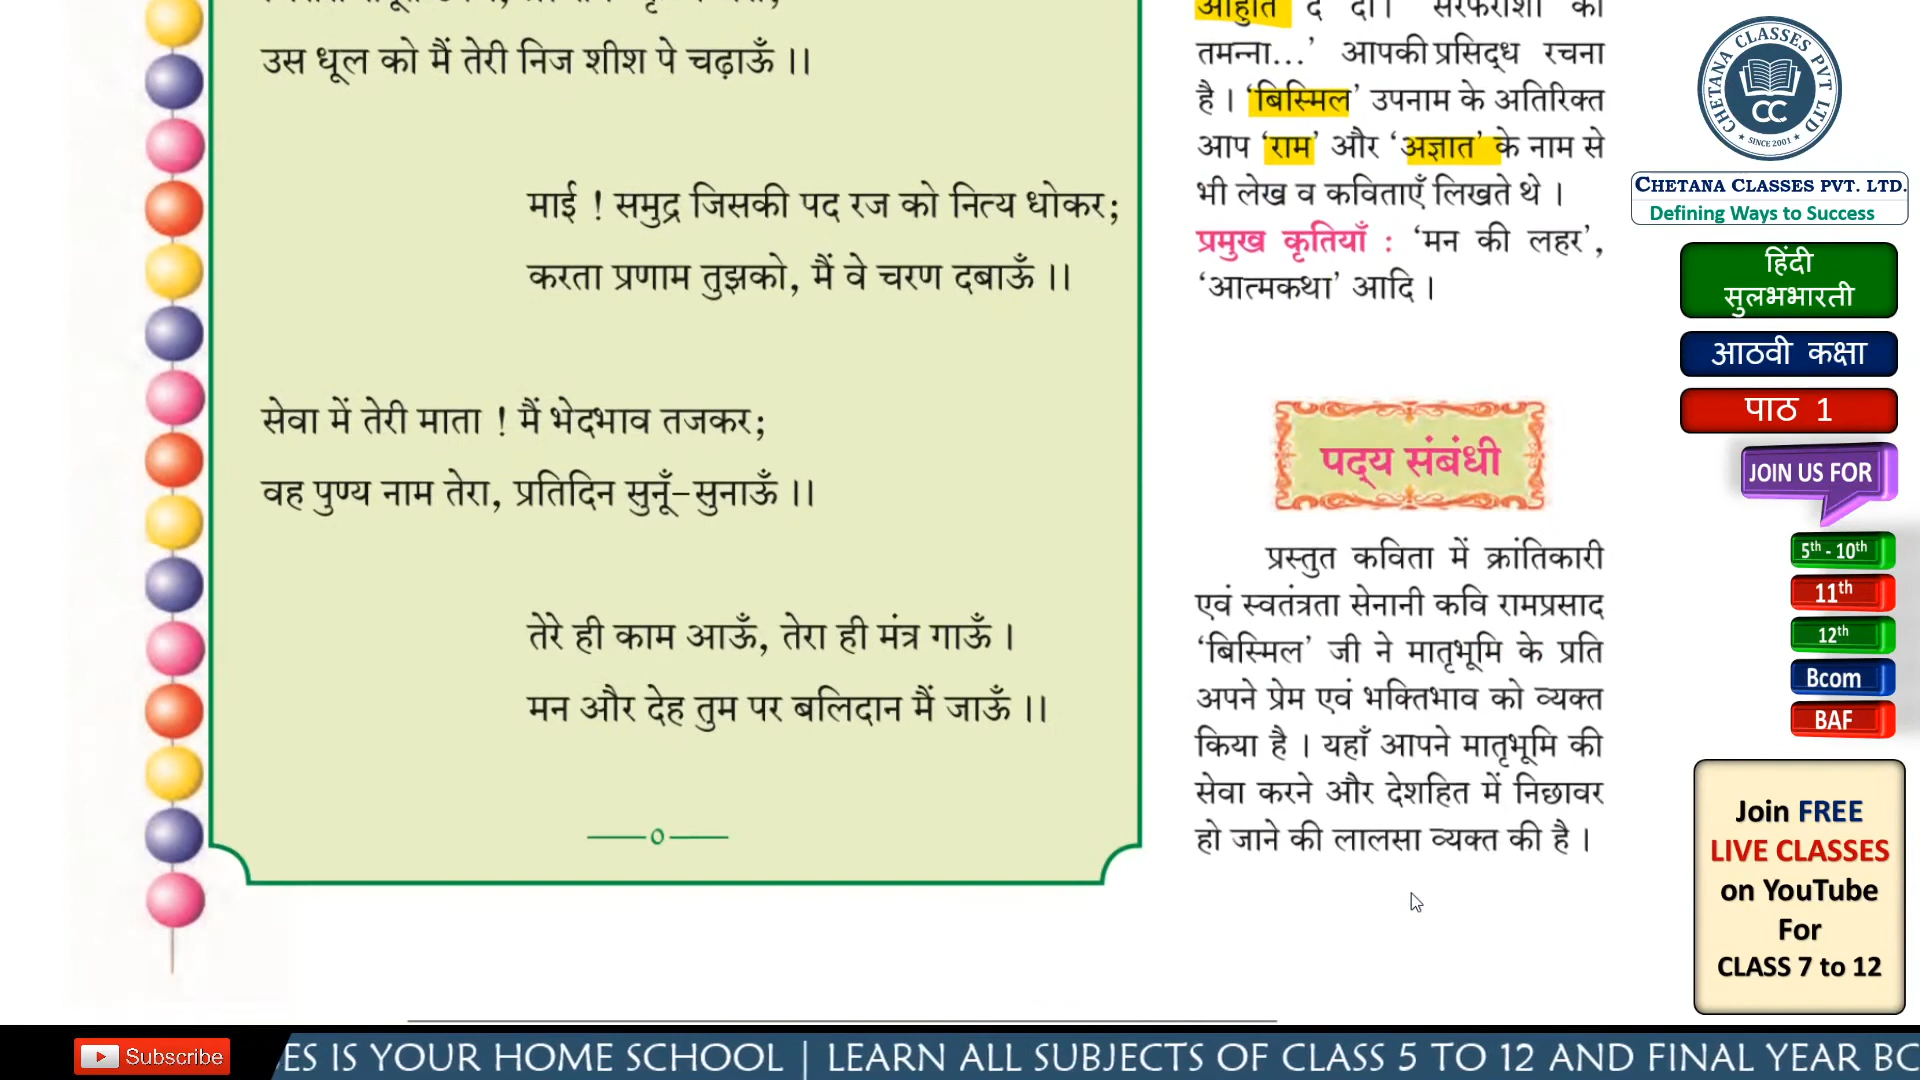 उस धूल को मैं तेरी निज शीश पे चढ़ाऊँ ।।
माई ! समुद्र जिसकी पद रज को नित्य धोकर;
करता प्रणाम तुझको, मैं वे चरण दबाऊँ ।।
सेवा में तेरी माता ! मैं भेदभाव तजकर;
वह पुण्य नाम तेरा, प्रतिदिन सुनूँ-सुनाऊँ ।।
तेरे ही काम आऊँ, तेरा ही मंत्र गाऊँ ।
मन और देह तुम पर बलिदान मैं जाऊँ ।।
आहुति दे दी। ‘सरफरोशी की
तमन्ना...’ आपकी प्रसिद्ध रचना
है । ‘बिस्मिल’ उपनाम के अतिरिक्त
आप ‘राम’ और ‘अज्ञात’ के नाम से
भी लेख व कविताएँ लिखते थे ।
प्रमुख कृतियाँ : ‘मन की लहर’,
‘आत्मकथा’ आदि ।
पद्य संबंधी
प्रस्तुत कविता में क्रांतिकारी
एवं स्वतंत्रता सेनानी कवि रामप्रसाद
‘बिस्मिल’ जी ने मातृभूमि के प्रति
अपने प्रेम एवं भक्तिभाव को व्यक्त
किया है । यहाँ आपने मातृभूमि की
सेवा करने और देशहित में निछावर
हो जाने की लालसा व्यक्त की है ।
CHETANA CLASSES PVT LTD
CC
SINCE 2001
CHETANA CLASSES PVT. LTD.
Defining Ways to Success
हिंदी
सुलभभारती
आठवी कक्षा
पाठ 1
JOIN US FOR
5th - 10th
11th
12th
Bcom
BAF
Join FREE
LIVE CLASSES
on YouTube
For
CLASS 7 to 12
Subscribe
ES IS YOUR HOME SCHOOL | LEARN ALL SUBJECTS OF CLASS 5 TO 12 AND FINAL YEAR BC